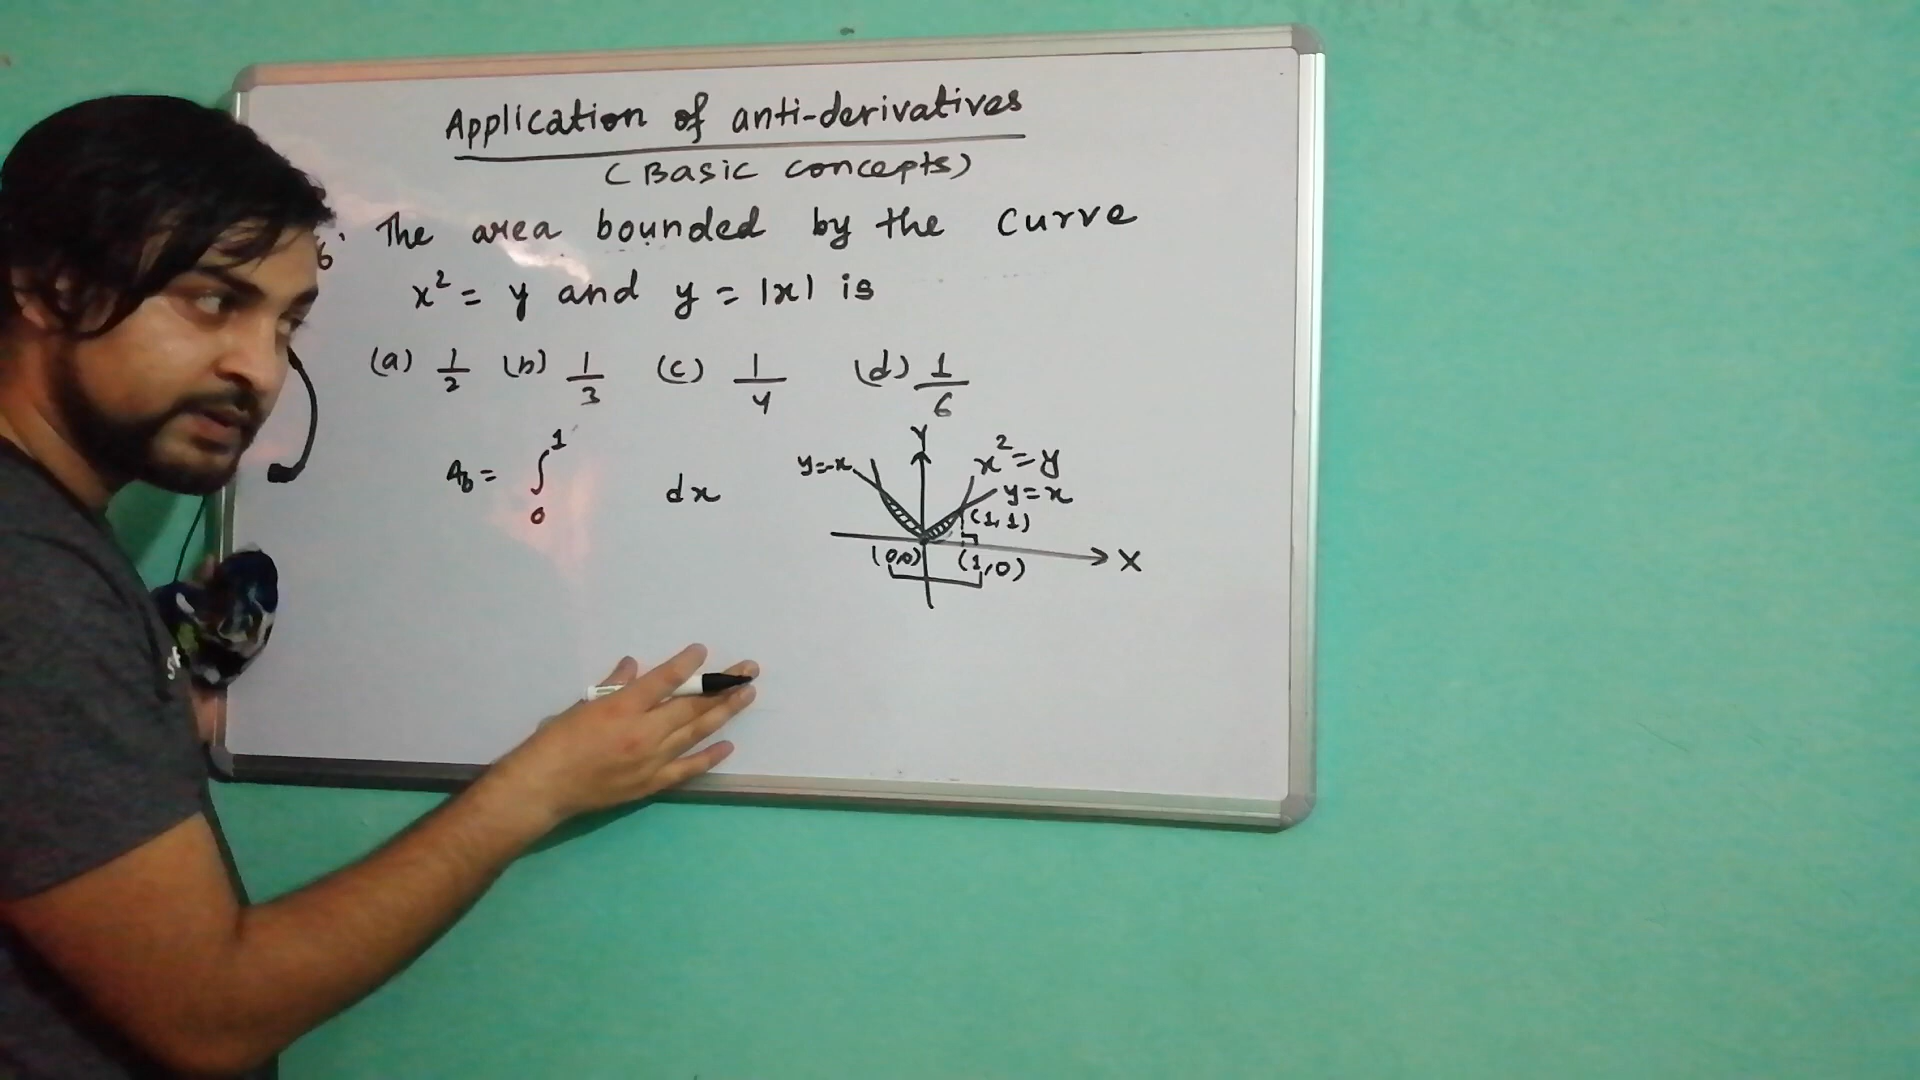 Application of anti-derivatives
(Basic concepts)
6. The area bounded by the curve
x² = y and y = |x| is
(a) 1/2 (b) 1/3 (c) 1/4 (d) 1/6
Ab = ∫₀¹ dx
Y
y=-x
x²=y
y=x
(1,1)
X
(0,0) (1,0)